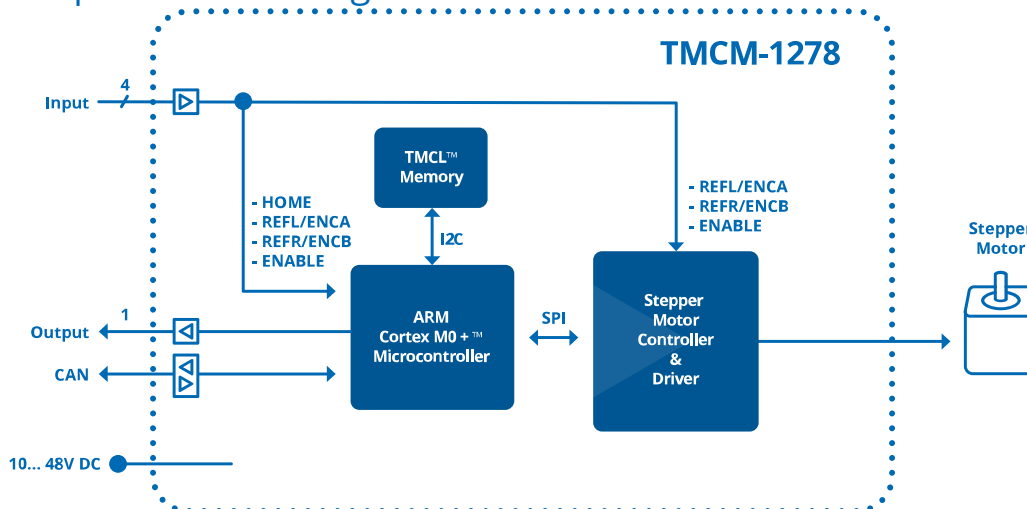 TMCM-1278
4
Input
TMCL™
Memory
- HOME
- REFL/ENCA
- REFR/ENCB
- ENABLE
I2C
- REFL/ENCA
- REFR/ENCB
- ENABLE
Stepper
Motor
ARM
Cortex M0 + ™
Microcontroller
SPI
Stepper
Motor
Controller
&
Driver
1
Output
CAN
10... 48V DC